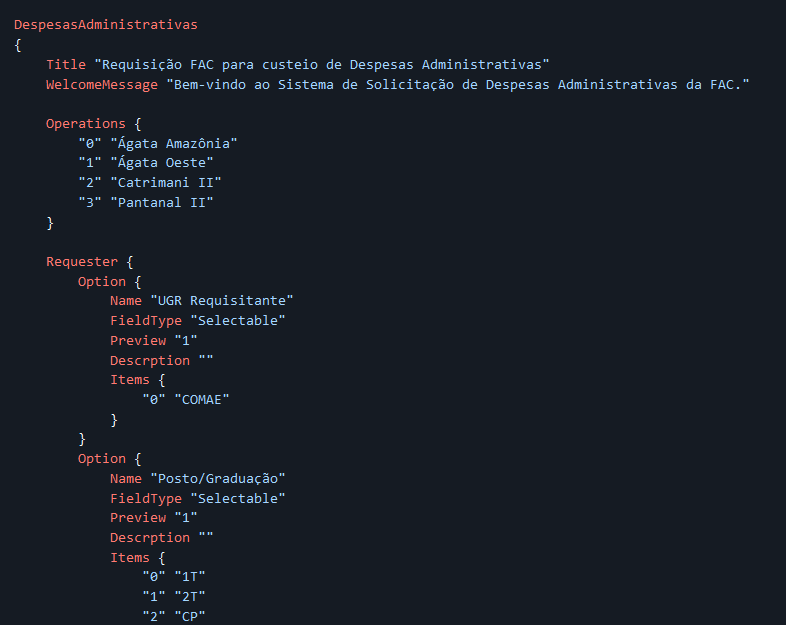 DespesasAdministrativas
{
    Title "Requisição FAC para custeio de Despesas Administrativas"
    WelcomeMessage "Bem-vindo ao Sistema de Solicitação de Despesas Administrativas da FAC."

    Operations {
        "0" "Ágata Amazônia"
        "1" "Ágata Oeste"
        "2" "Catrimani II"
        "3" "Pantanal II"
    }

    Requester {
        Option {
            Name "UGR Requisitante"
            FieldType "Selectable"
            Preview "1"
            Descrption ""
            Items {
                "0" "COMAE"
            }
        }
        Option {
            Name "Posto/Graduação"
            FieldType "Selectable"
            Preview "1"
            Descrption ""
            Items {
                "0" "1T"
                "1" "2T"
                "2" "CP"